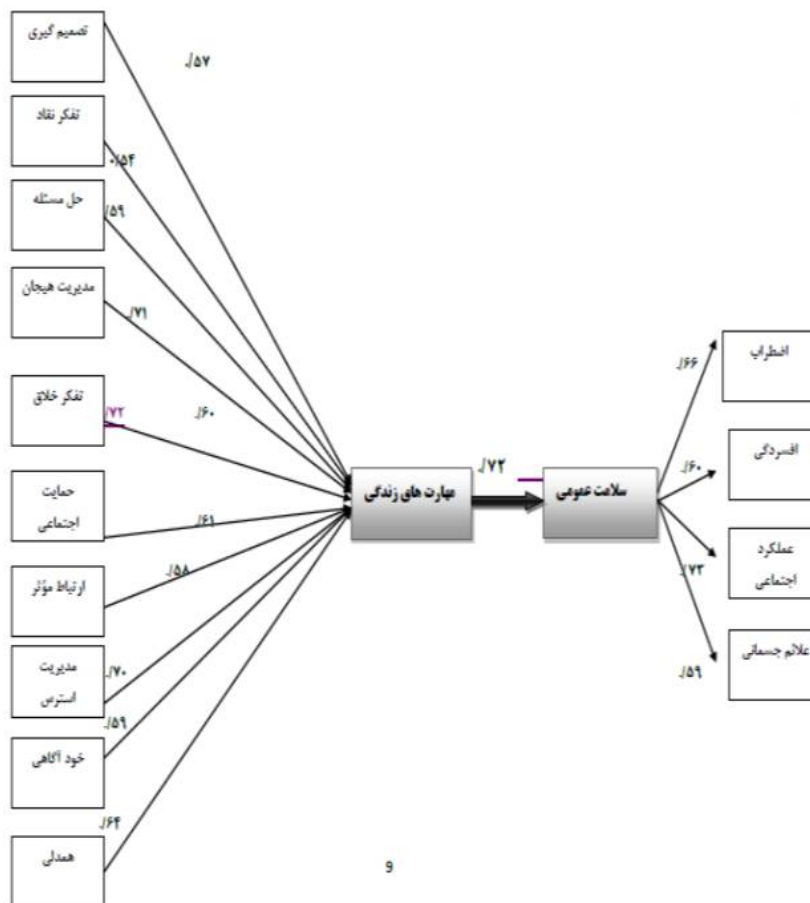 تصمیم گیری
./۵۷
تفکر نقاد
۰/۵۴
حل مسئله
/۵۹
مدیریت هیجان
./۷۱
تفکر خلاق
/۷۲
./۶۰
حمایت
اجتماعی
./۶۱
ارتباط مؤثر
./۵۸
مدیریت
استرس
./۷۰
خود آگاهی
./۵۹
همدلی
./۶۴
مهارت های زندگی
./۷۲
سلامت عمومی
./۶۶
اضطراب
./۶۰
افسردگی
./۷۳
عملکرد
اجتماعی
./۵۹
علائم جسمانی
9